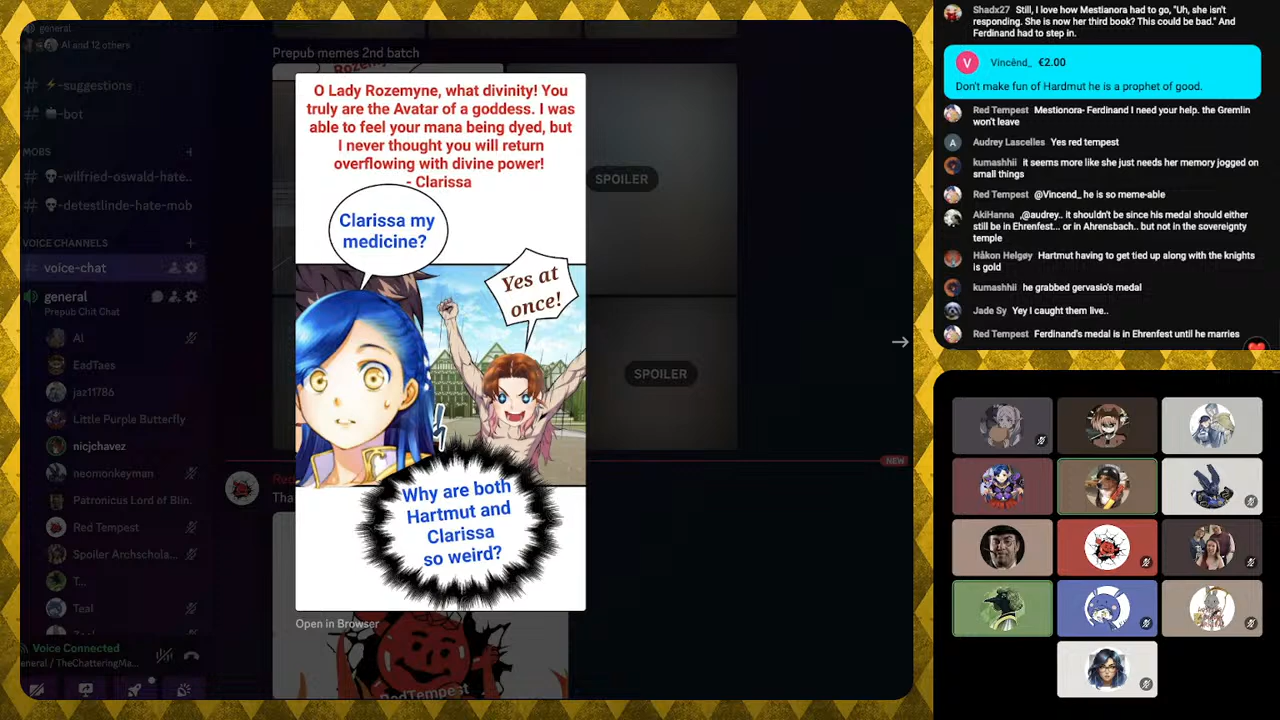 general
AI and 12 others
# ⚡-suggestions
-bot
MOBS
💀-wilfried-oswald-hate..
💀-detestlinde-hate-mob
VOICE CHANNELS
voice-chat
general
Prepub Chit Chat
AI
EadTaes
jaz11786
Little Purple Butterfly
nicjchavez
neomonkeyman
Patronicus Lord of Blin.
Red Tempest
Spoiler Archschola...
T...
Teal
Voice Connected
eneral / TheChatteringMa...
Prepub memes 2nd batch
O Lady Rozemyne, what divinity! You
truly are the Avatar of a goddess. I was
able to feel your mana being dyed, but
I never thought you will return
overflowing with divine power!
- Clarissa
Clarissa my
medicine?
Yes at
once!
Why are both
Hartmut and
Clarissa
so weird?
Open in Browser
SPOILER
SPOILER
NEW
Tha
RedTempest
Shadx27 Still, I love how Mestianora had to go, "Uh, she isn't
responding. She is now her third book? This could be bad." And
Ferdinand had to step in.
V Vincënd_ €2.00
Don't make fun of Hardmut he is a prophet of good.
Red Tempest Mestionora- Ferdinand I need your help. the Gremlin
won't leave
A Audrey Lascelles Yes red tempest
kumashhii it seems more like she just needs her memory jogged on
small things
Red Tempest @Vincend_ he is so meme-able
AkiHanna ,@audrey.. it shouldn't be since his medal should either
still be in Ehrenfest... or in Ahrensbach.. but not in the sovereignty
temple
Håkon Helgøy Hartmut having to get tied up along with the knights
is gold
kumashhii he grabbed gervasio's medal
Jade Sy Yey I caught them live..
Red Tempest Ferdinand's medal is in Ehrenfest until he marries